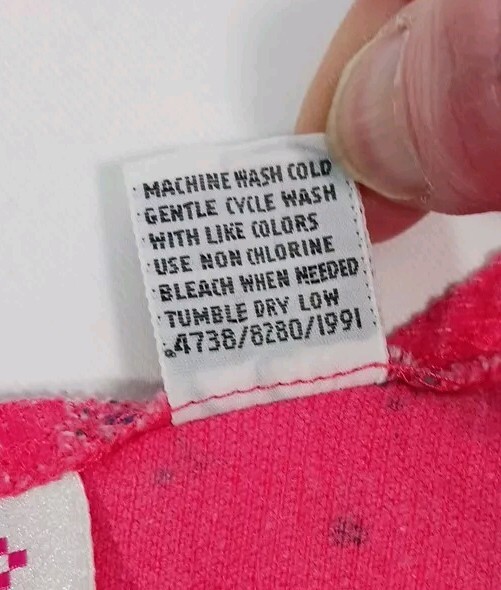 MACHINE WASH COLD
GENTLE CYCLE WASH
WITH LIKE COLORS
USE NON CHLORINE
BLEACH WHEN NEEDED
TUMBLE DRY LOW
4738/8280/1991